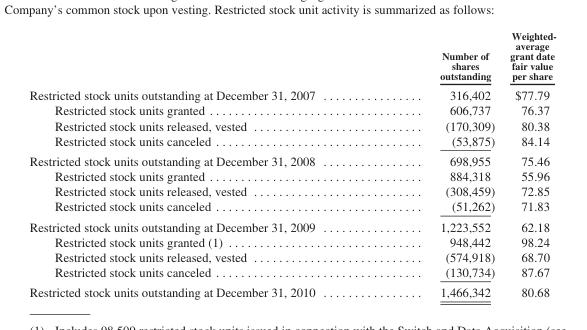 Company's common stock upon vesting. Restricted stock unit activity is summarized as follows:
Number of shares outstanding Weighted-average grant date fair value per share
Restricted stock units outstanding at December 31, 2007 ................ 316,402 $77.79
Restricted stock units granted .................................. 606,737 76.37
Restricted stock units released, vested ........................... (170,309) 80.38
Restricted stock units canceled ................................. (53,875) 84.14
Restricted stock units outstanding at December 31, 2008 ................ 698,955 75.46
Restricted stock units granted .................................. 884,318 55.96
Restricted stock units released, vested ........................... (308,459) 72.85
Restricted stock units canceled ................................. (51,262) 71.83
Restricted stock units outstanding at December 31, 2009 ................ 1,223,552 62.18
Restricted stock units granted (1) ............................... 948,442 98.24
Restricted stock units released, vested ........................... (574,918) 68.70
Restricted stock units canceled ................................. (130,734) 87.67
Restricted stock units outstanding at December 31, 2010 ................ 1,466,342 80.68
(1) Includes 98,509 restricted stock units issued in connection with the Switch and Data Acquisition